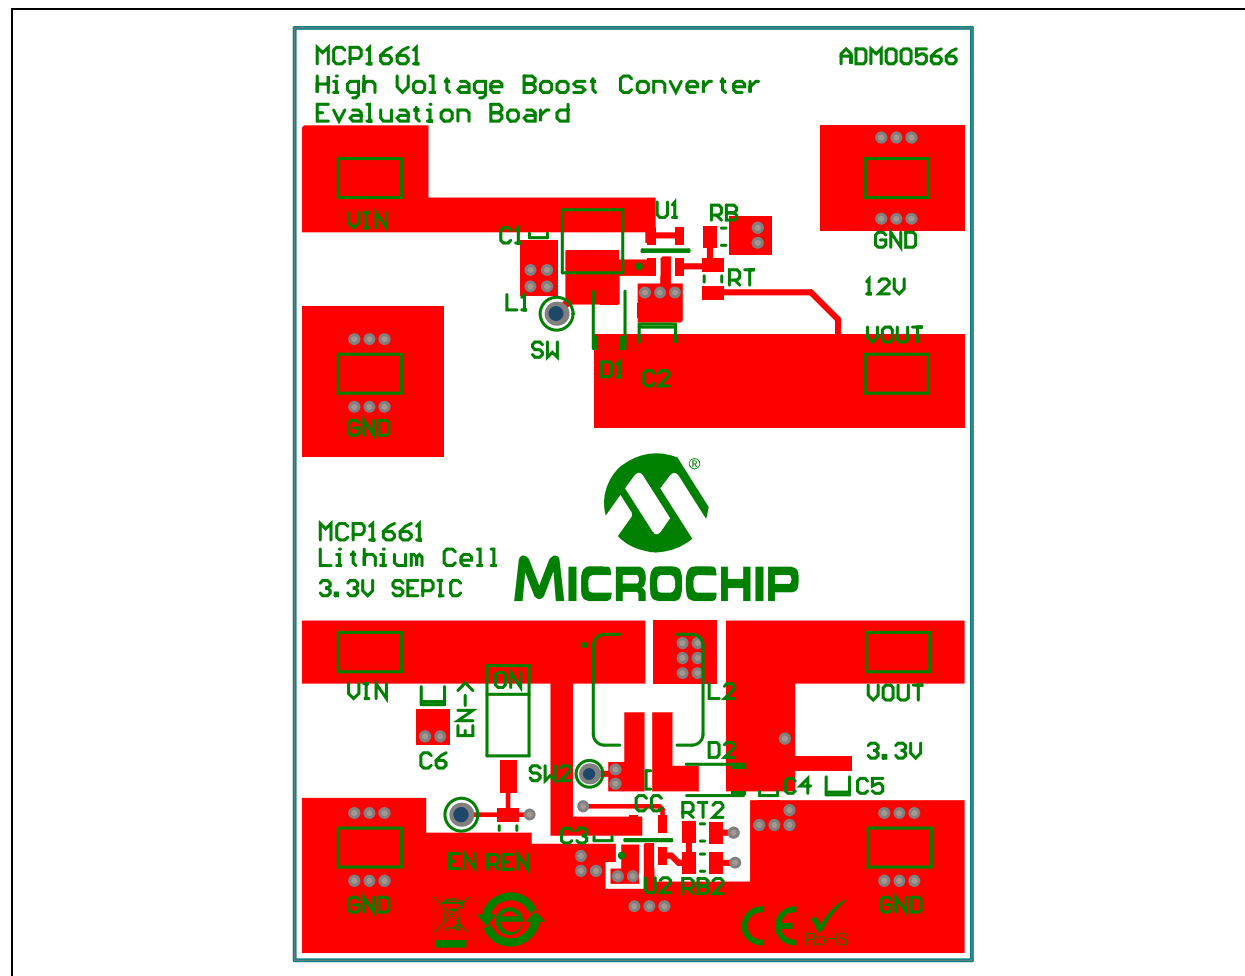 MCP1661
ADM00566
High Voltage Boost Converter
Evaluation Board
VIN
U1
RB
C1
GND
RT
12V
L1
VOUT
SW
D1
C2
GND
®
MCP1661
Lithium Cell
3.3V SEPIC
MICROCHIP
ON
VIN
L2
VOUT
EN->
D2
3.3V
C6
SW2
C4
C5
CC
RT2
C3
EN
REN
U2
RB2
GND
GND
e
CE
RoHS